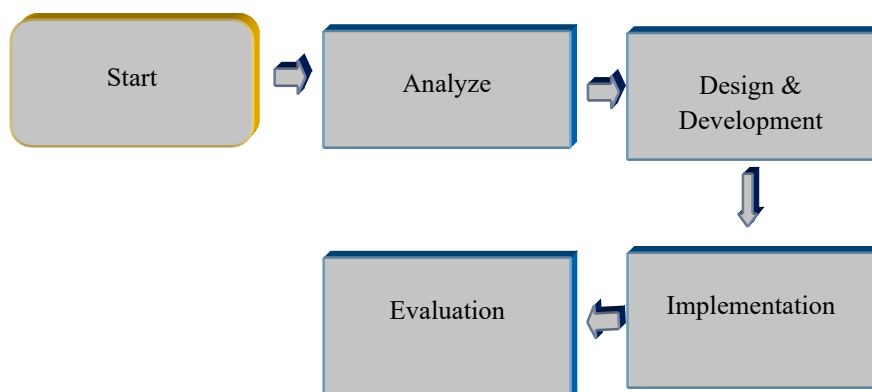 Start
Analyze
Design &
Development
Implementation
Evaluation